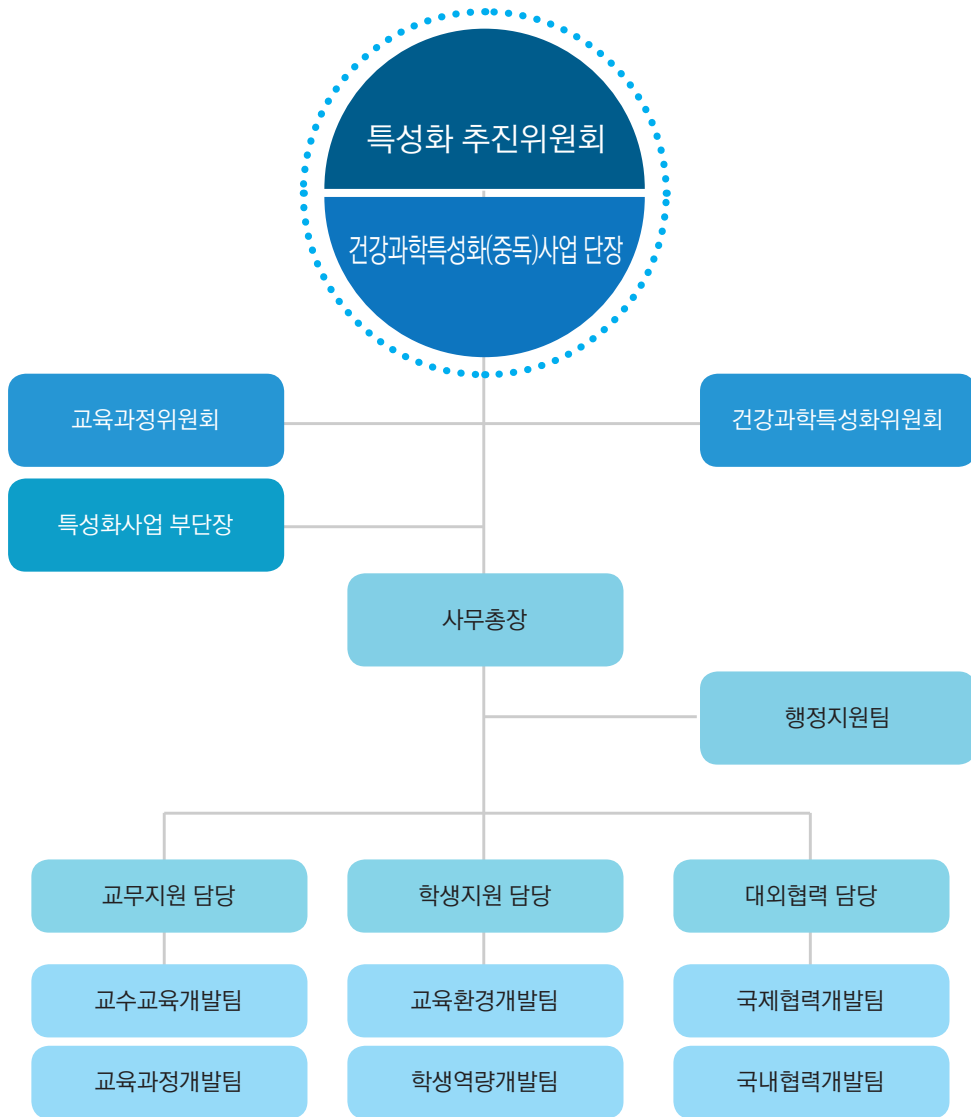 특성화 추진위원회
건강과학특성화(중독)사업 단장
교육과정위원회
건강과학특성화위원회
특성화사업 부단장
사무총장
행정지원팀
교무지원 담당
학생지원 담당
대외협력 담당
교수교육개발팀
교육환경개발팀
국제협력개발팀
교육과정개발팀
학생역량개발팀
국내협력개발팀